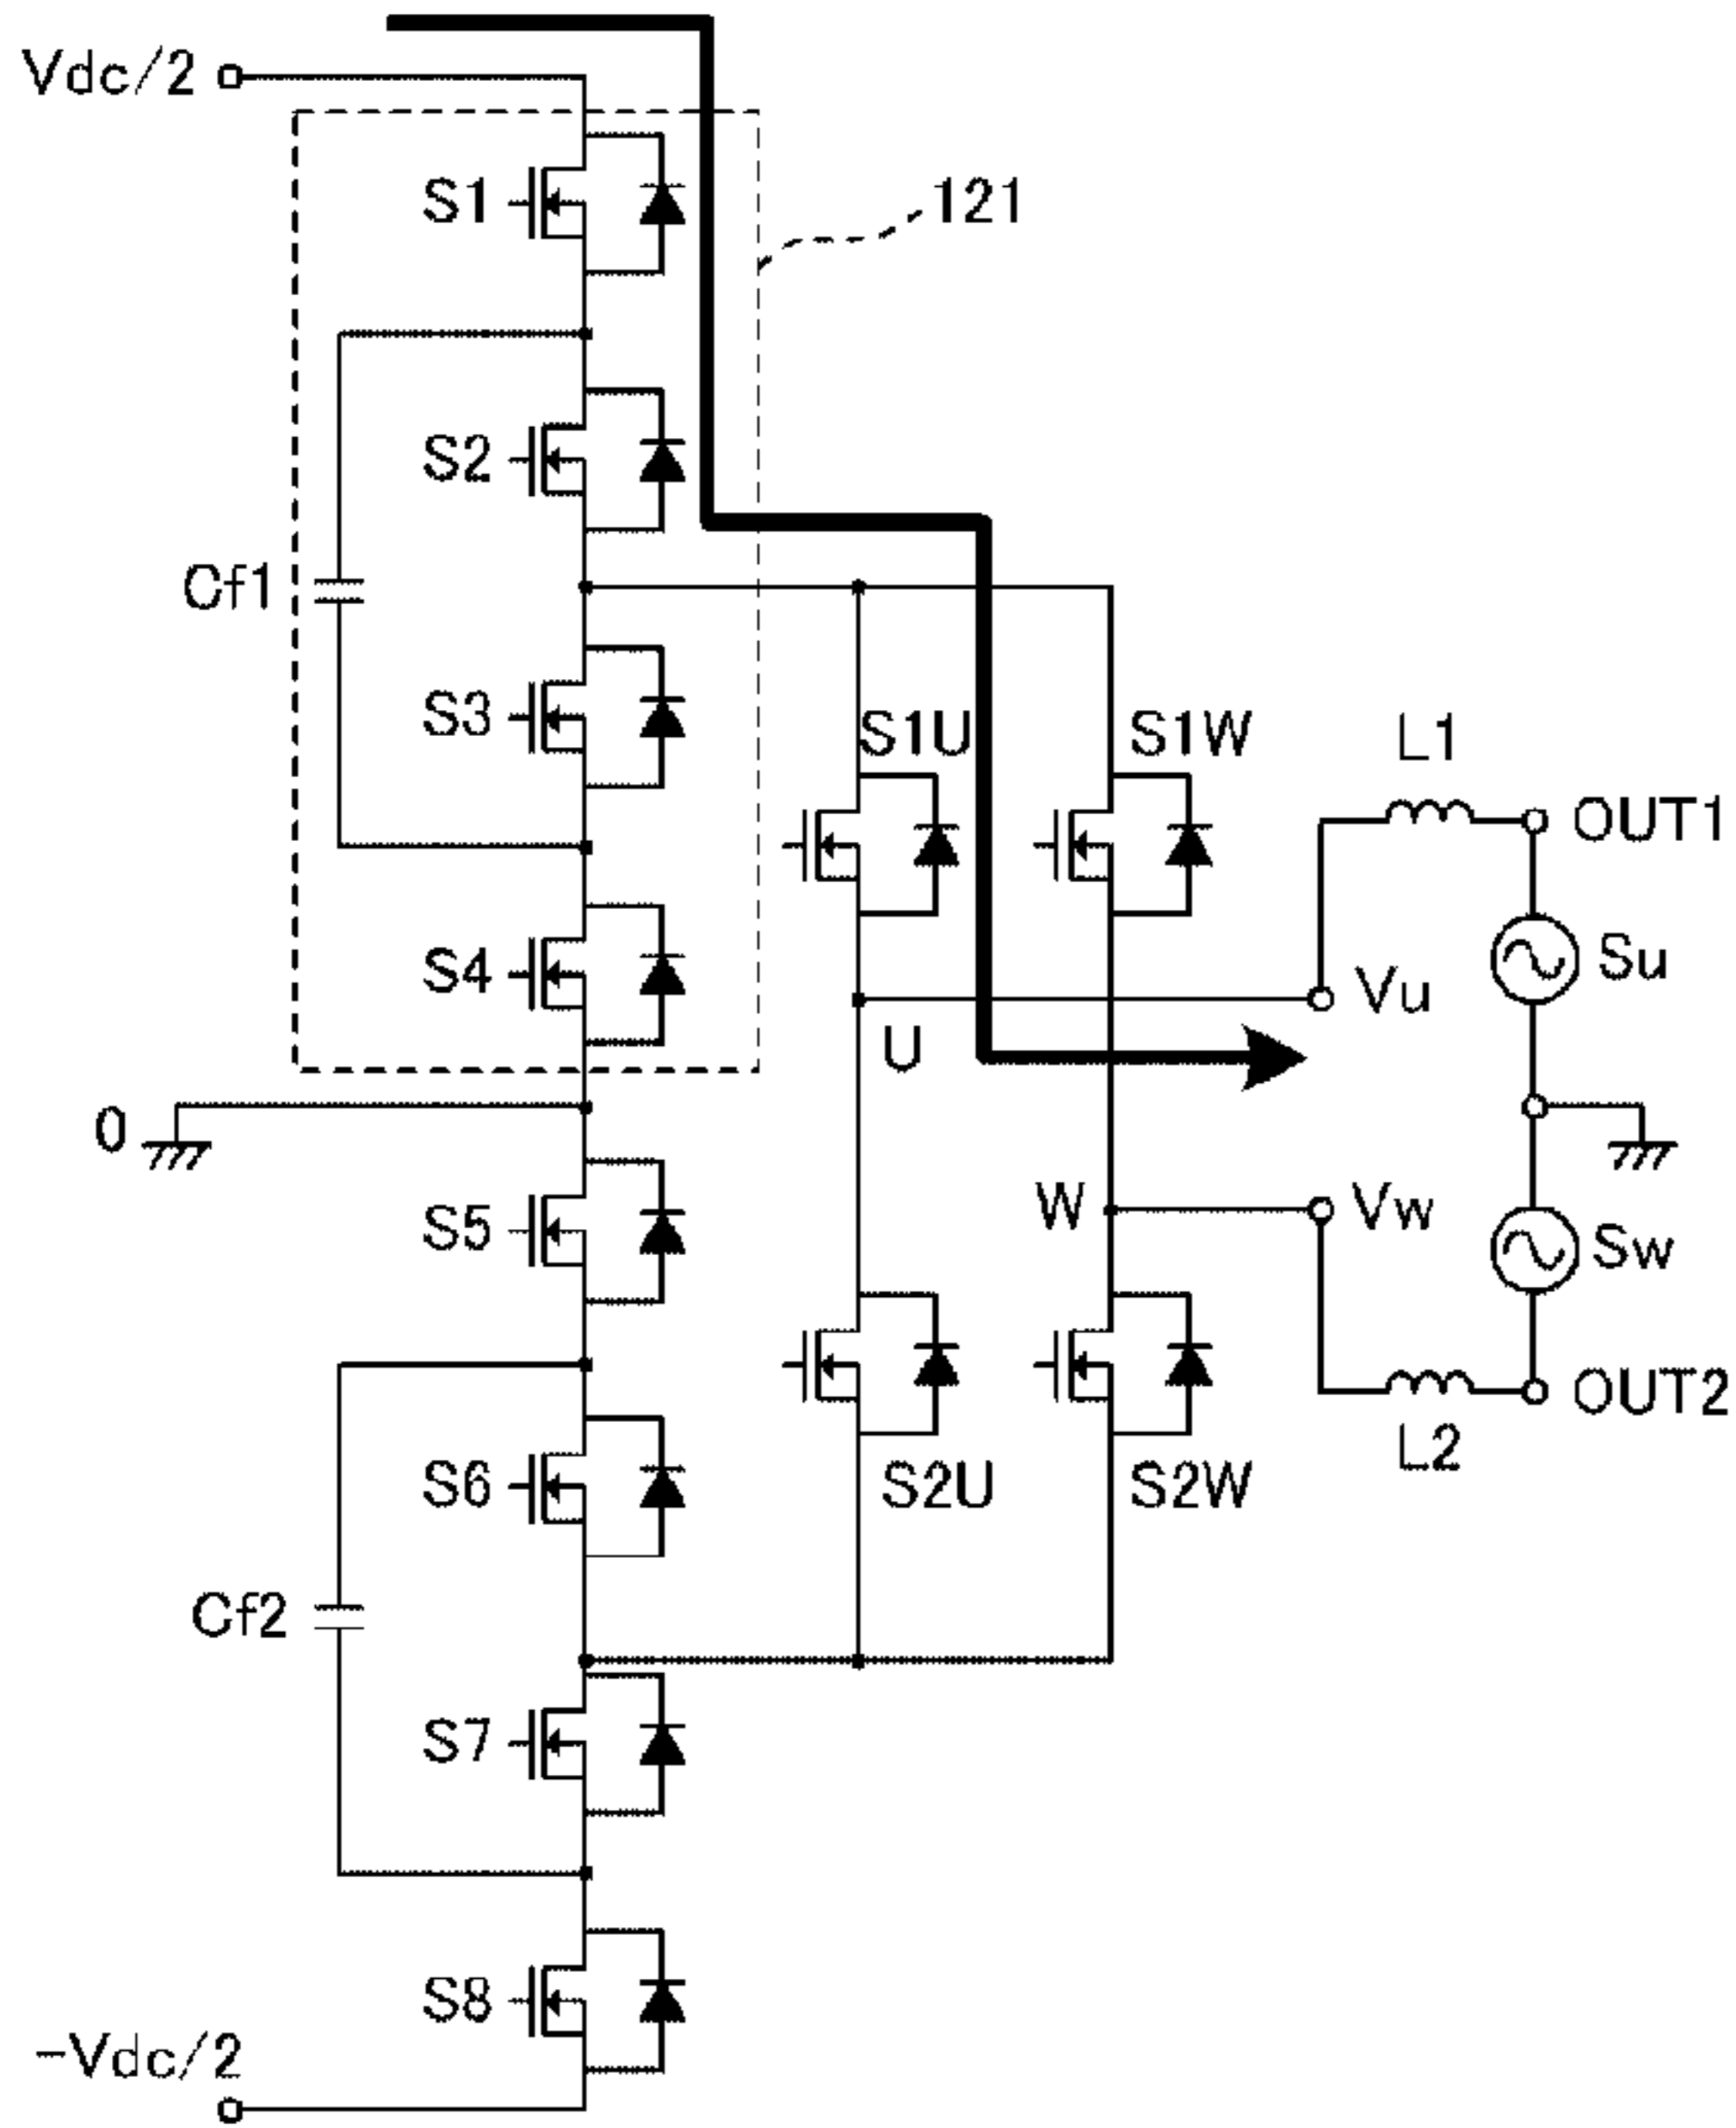 Vdc/2
S1
121
S2
Cf1
S3
S1U
S1W
L1
OUT1
S4
Su
Vu
U
0
W
Vw
S5
Sw
OUT2
L2
S6
S2U
S2W
Cf2
S7
S8
-Vdc/2